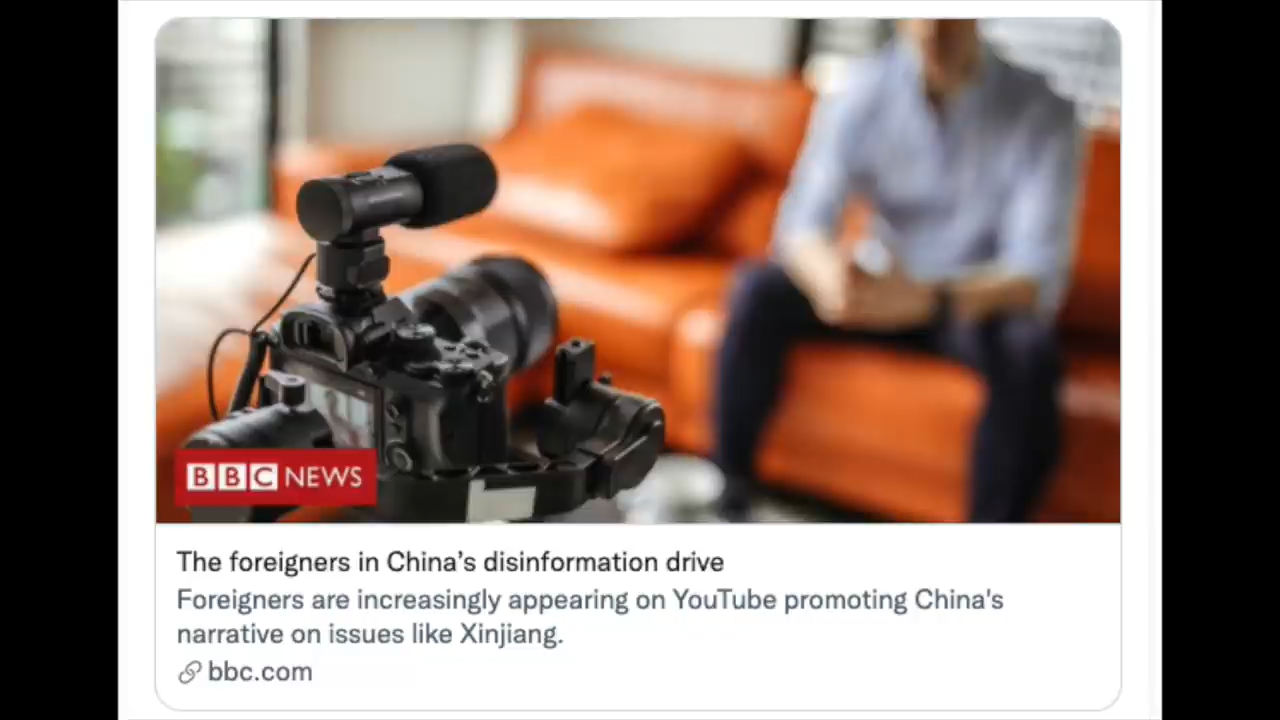 BBC NEWS
The foreigners in China's disinformation drive
Foreigners are increasingly appearing on YouTube promoting China's
narrative on issues like Xinjiang.
bbc.com